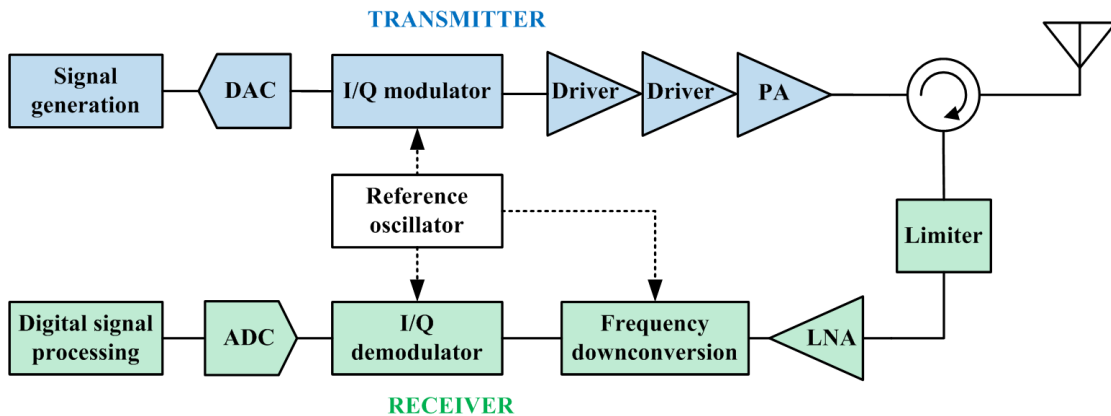 TRANSMITTER
Signal
generation
DAC
I/Q modulator
Driver
Driver
PA
Reference
oscillator
Limiter
Digital signal
processing
ADC
I/Q
demodulator
Frequency
downconversion
LNA
RECEIVER